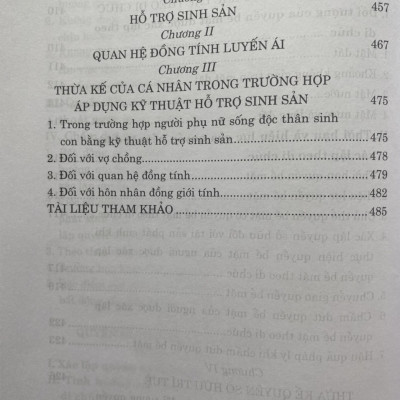 HỖ TRỢ SINH SẢN 457
Chương II
QUAN HỆ ĐỒNG TÍNH LUYẾN ÁI 467
Chương III
THỪA KẾ CỦA CÁ NHÂN TRONG TRƯỜNG HỢP
ÁP DỤNG KỸ THUẬT HỖ TRỢ SINH SẢN 475
1. Trong trường hợp người phụ nữ sống độc thân sinh
con bằng kỹ thuật hỗ trợ sinh sản 475
2. Đối với vợ chồng 478
3. Đối với quan hệ đồng tính 479
4. Đối với hôn nhân đồng giới tính 482
TÀI LIỆU THAM KHẢO 485